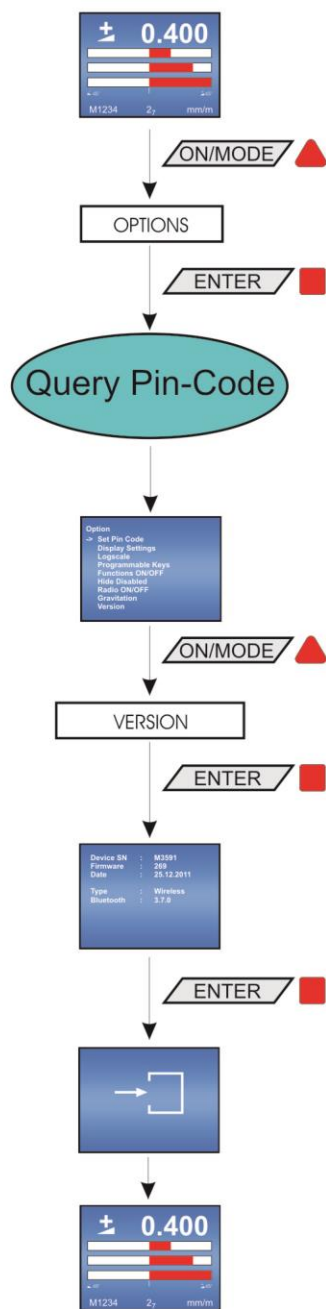 ± 0.400
M1234 2₇ mm/m
ON/MODE
OPTIONS
ENTER
Query Pin-Code
Option
-> Set Pin Code
Display Settings
Logscale
Programmable Keys
Functions ON/OFF
Hide Disabled
Radio ON/OFF
Gravitation
Version
ON/MODE
VERSION
ENTER
Device SN : M3591
Firmware : 269
Date : 25.12.2011
Type : Wireless
Bluetooth : 3.7.0
ENTER
± 0.400
M1234 2₇ mm/m